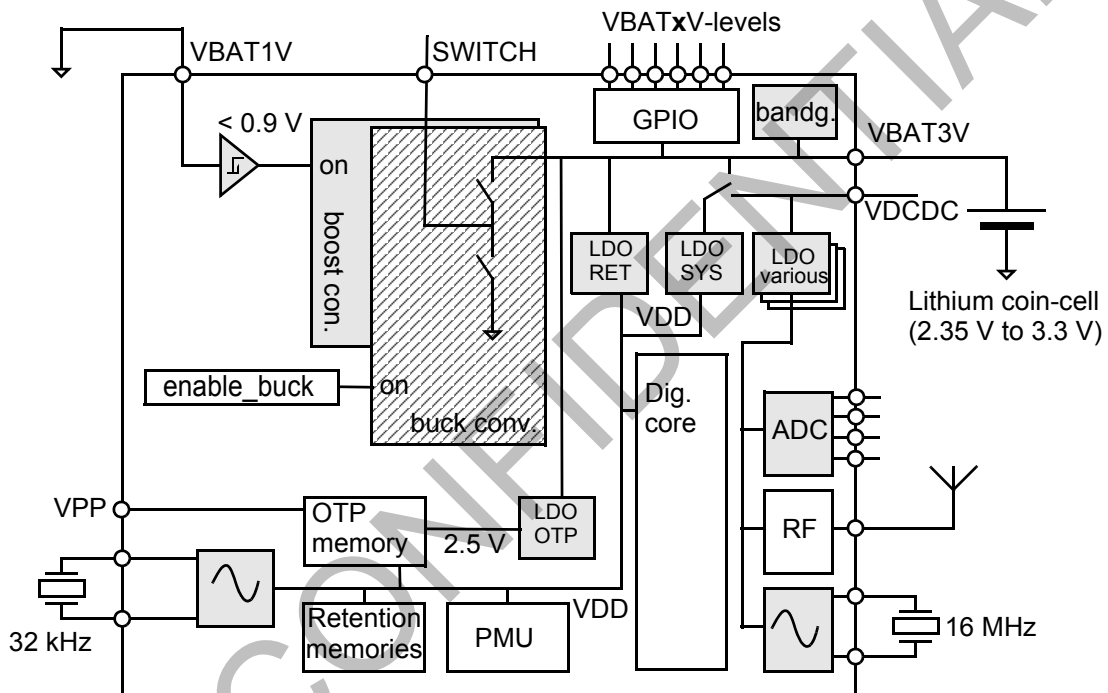 VBATxV-levels
VBAT1V
SWITCH
< 0.9 V
GPIO
bandg.
VBAT3V
on
boost con.
VDCDC
LDO
RET
LDO
SYS
LDO
various
VDD
Lithium coin-cell
(2.35 V to 3.3 V)
enable_buck
on
buck conv.
Dig.
core
ADC
VPP
OTP
memory
2.5 V
LDO
OTP
RF
32 kHz
Retention
memories
PMU
VDD
16 MHz
CONFIDENTIAL